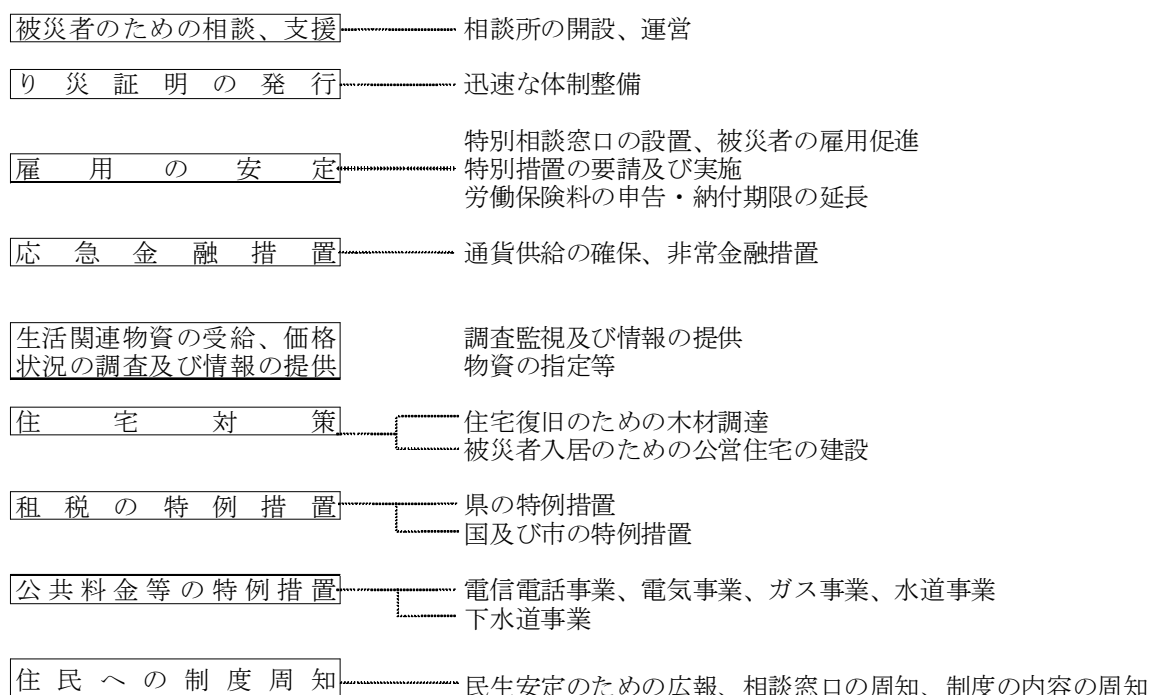 被災者のための相談、支援 相談所の開設、運営
り災証明の発行 迅速な体制整備
特別相談窓口の設置、被災者の雇用促進
雇用の安定 特別措置の要請及び実施
労働保険料の申告・納付期限の延長
応急金融措置 通貨供給の確保、非常金融措置
生活関連物資の受給、価格 調査監視及び情報の提供
状況の調査及び情報の提供 物資の指定等
住宅対策 住宅復旧のための木材調達
被災者入居のための公営住宅の建設
租税の特例措置 県の特例措置
国及び市の特例措置
公共料金等の特例措置 電信電話事業、電気事業、ガス事業、水道事業
下水道事業
住民への制度周知 民生安定のための広報、相談窓口の周知、制度の内容の周知